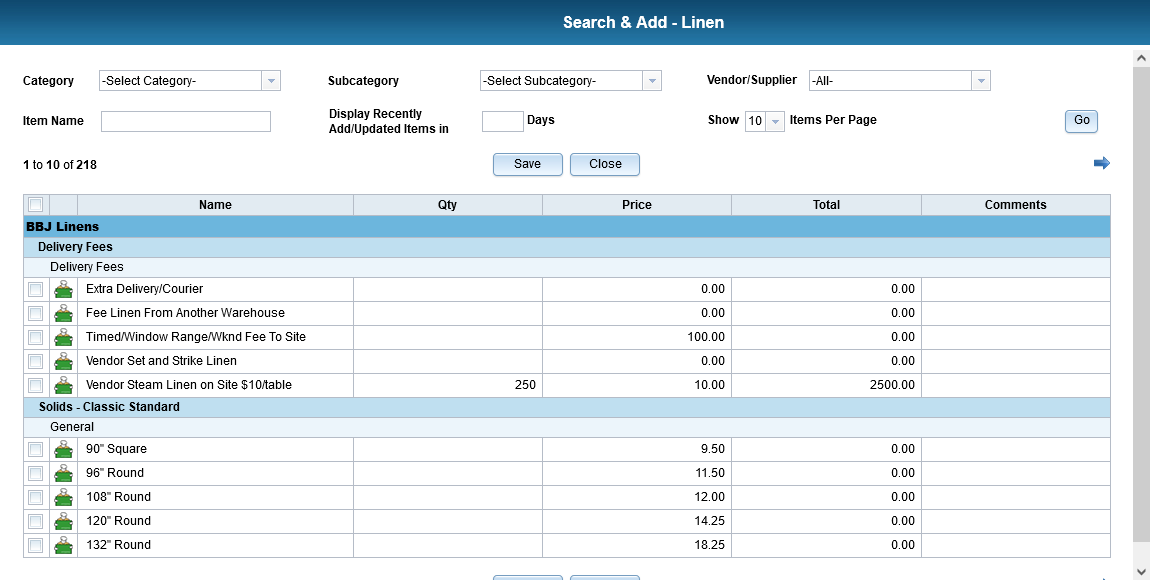 Search & Add - Linen
Category -Select Category- Subcategory -Select Subcategory- Vendor/Supplier -All-
Item Name Display Recently Add/Updated Items in Days Show 10 Items Per Page Go
1 to 10 of 218 Save Close
Name Qty Price Total Comments
BBJ Linens
Delivery Fees
Delivery Fees
Extra Delivery/Courier 0.00 0.00
Fee Linen From Another Warehouse 0.00 0.00
Timed/Window Range/Wknd Fee To Site 100.00 0.00
Vendor Set and Strike Linen 0.00 0.00
Vendor Steam Linen on Site $10/table 250 10.00 2500.00
Solids - Classic Standard
General
90" Square 9.50 0.00
96" Round 11.50 0.00
108" Round 12.00 0.00
120" Round 14.25 0.00
132" Round 18.25 0.00